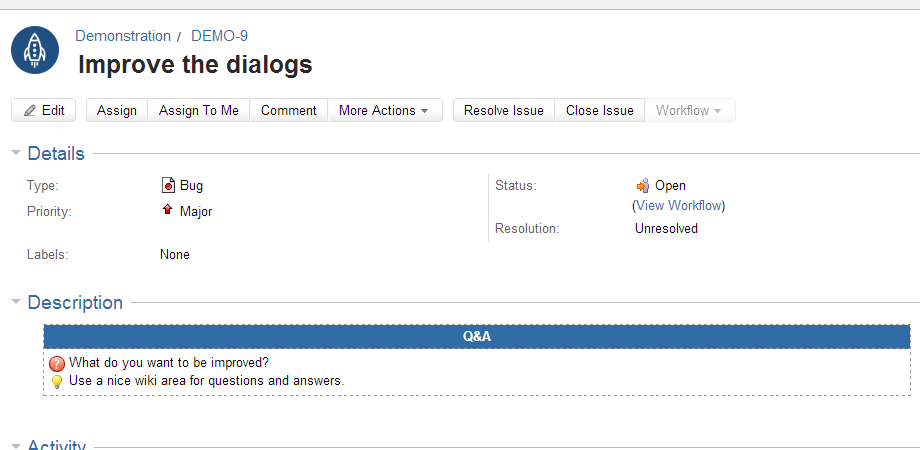 Demonstration / DEMO-9
Improve the dialogs
Edit Assign Assign To Me Comment More Actions Resolve Issue Close Issue Workflow
Details
Type: Bug Status: Open
(View Workflow)
Priority: Major
Resolution: Unresolved
Labels: None
Description
Q&A
? What do you want to be improved?
Use a nice wiki area for questions and answers.
Activity